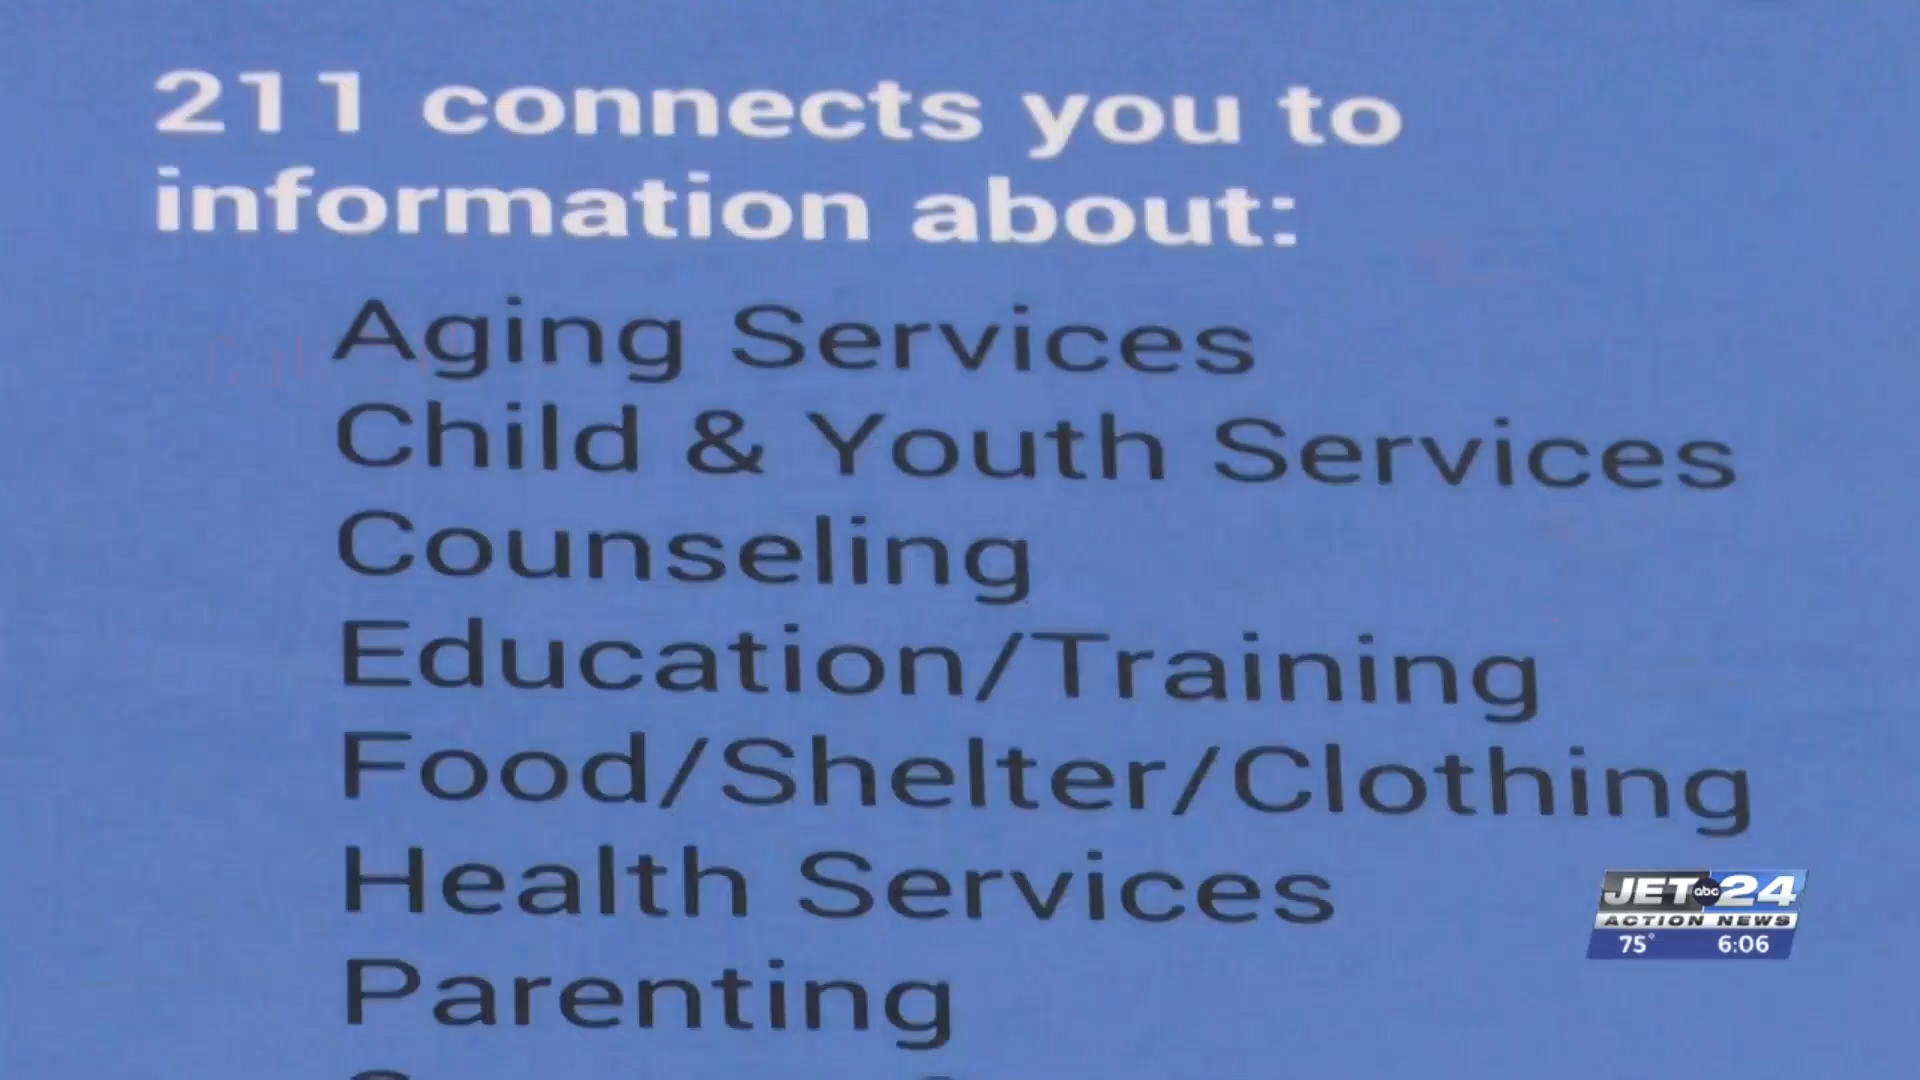 211 connects you to
information about:
Aging Services
Child & Youth Services
Counseling
Education/Training
Food/Shelter/Clothing
Health Services
Parenting
JET abc 24
ACTION NEWS
75° 6:06